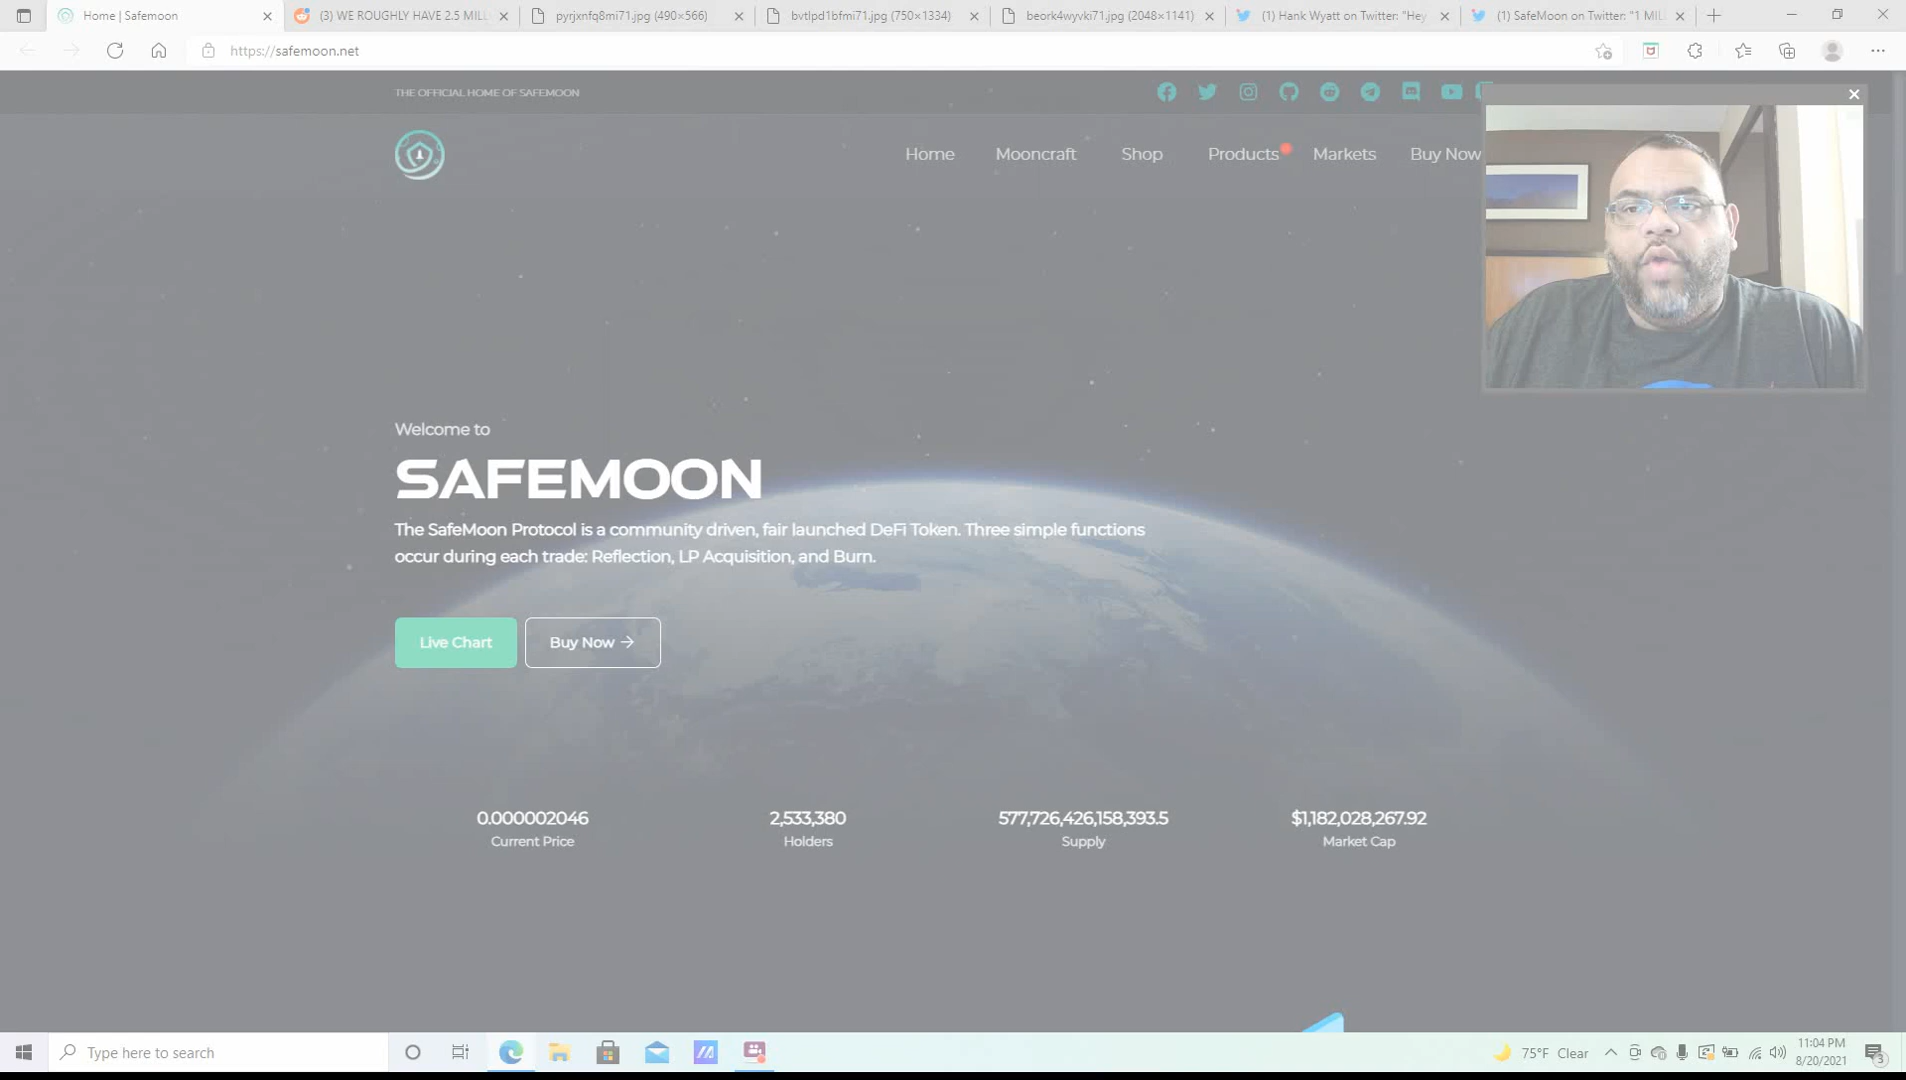 Home | Safemoon
(3) WE ROUGHLY HAVE 2.5 MILL
pyrjxnfq8mi71.jpg (490×566)
bvtlpd1bfmi71.jpg (750×1334)
beork4wyvki71.jpg (2048×1141)
(1) Hank Wyatt on Twitter: "Hey
(1) SafeMoon on Twitter: "1 MIL
https://safemoon.net
THE OFFICIAL HOME OF SAFEMOON
Home
Mooncraft
Shop
Products
Markets
Buy Now
Welcome to
SAFEMOON
The SafeMoon Protocol is a community driven, fair launched DeFi Token. Three simple functions
occur during each trade: Reflection, LP Acquisition, and Burn.
Live Chart
Buy Now →
0.000002046
Current Price
2,533,380
Holders
577,726,426,158,393.5
Supply
$1,182,028,267.92
Market Cap
Type here to search
75°F Clear
11:04 PM
8/20/2021
3